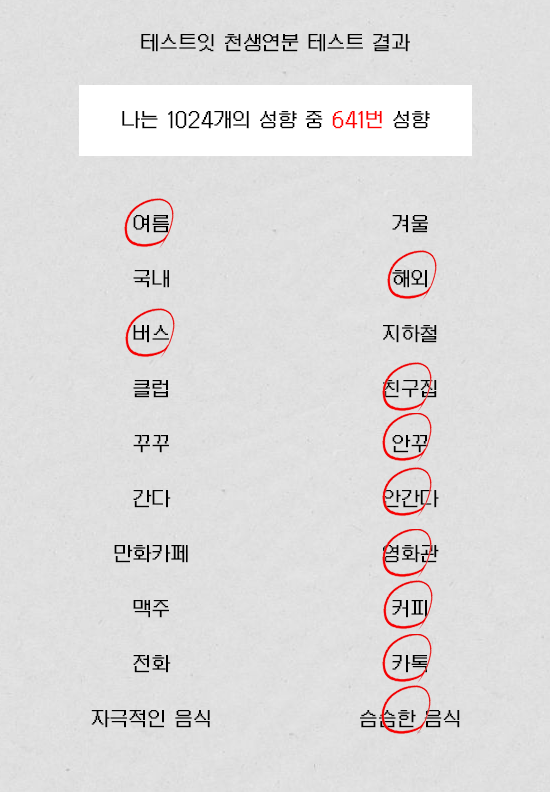 테스트잇 천생연분 테스트 결과
나는 1024개의 성향 중 641번 성향
여름 겨울
국내 해외
버스 지하철
클럽 친구집
꾸꾸 안꾸
간다 안간다
만화카페 영화관
맥주 커피
전화 카톡
자극적인 음식 슴슴한 음식